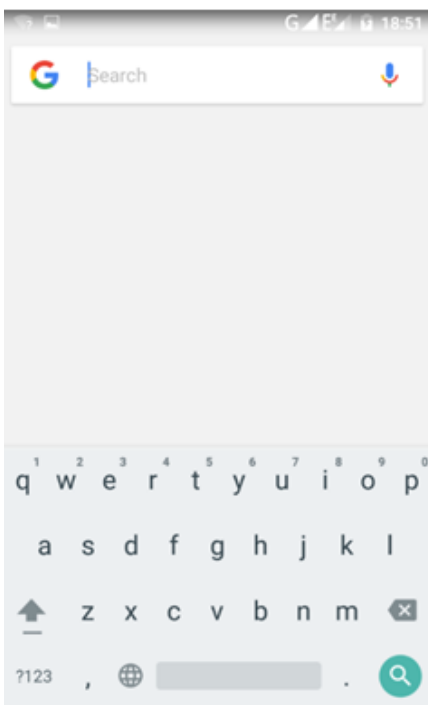 G E 18:51
G Search
1 2 3 4 5 6 7 8 9 0
q w e r t y u i o p
a s d f g h j k l
z x c v b n m
?123 , .